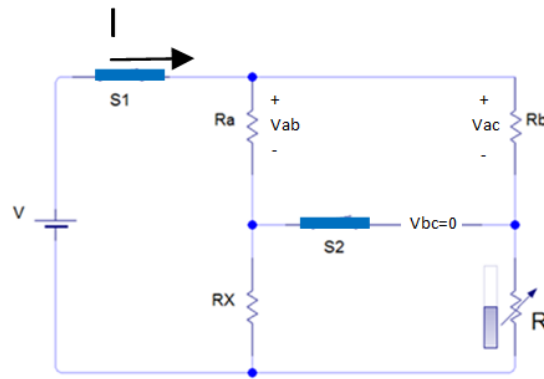 I
S1
+
+
Ra
Vab
Vac
Rb
-
-
V
Vbc=0
S2
RX
R